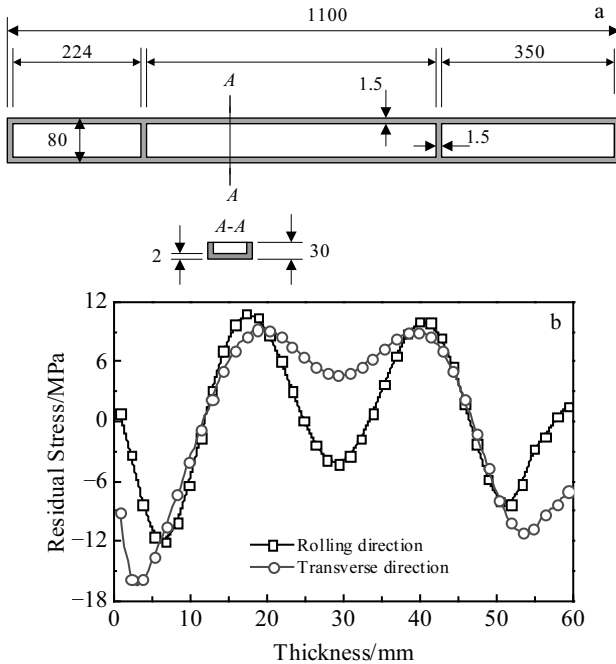 1100
a
224
350
A
1.5
80
1.5
A
A-A
2
30
12
b
6
0
−6
−12
−18
Residual Stress/MPa
Rolling direction
Transverse direction
0 10 20 30 40 50 60
Thickness/mm